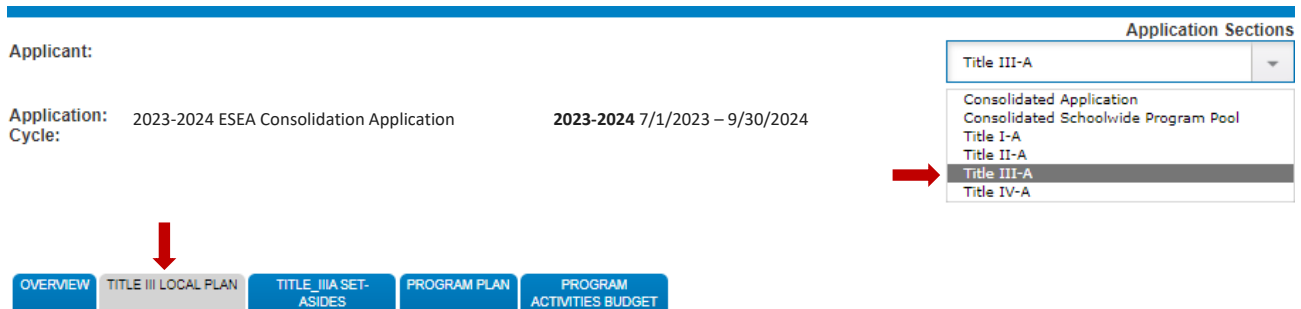 Application Sections
Applicant:
Title III-A
Application: 2023-2024 ESEA Consolidation Application 2023-2024 7/1/2023 – 9/30/2024
Cycle:
Consolidated Application
Consolidated Schoolwide Program Pool
Title I-A
Title II-A
Title III-A
Title IV-A
OVERVIEW
TITLE III LOCAL PLAN
TITLE_IIIA SET-
ASIDES
PROGRAM PLAN
PROGRAM
ACTIVITIES BUDGET